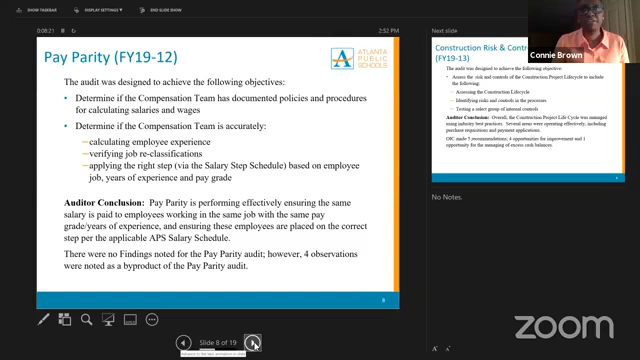 SHOW TASKBAR
DISPLAY SETTINGS ▼
END SLIDE SHOW
0:08:21
2:52 PM
Pay Parity (FY19-12)
ATLANTA
PUBLIC
SCHOOLS
The audit was designed to achieve the following objectives:
• Determine if the Compensation Team has documented policies and procedures
for calculating salaries and wages
• Determine if the Compensation Team is accurately:
—calculating employee experience
—verifying job re-classifications
—applying the right step (via the Salary Step Schedule) based on employee
job, years of experience and pay grade
Auditor Conclusion: Pay Parity is performing effectively ensuring the same
salary is paid to employees working in the same job with the same pay
grade/years of experience, and ensuring these employees are placed on the correct
step per the applicable APS Salary Schedule.
There were no Findings noted for the Pay Parity audit; however, 4 observations
were noted as a byproduct of the Pay Parity audit.
8
Slide 8 of 19
Advance to the next animation or slide
Next slide
Construction Risk & Contr
(FY19-13)
The audit was designed to achieve the following objective:
• Assess the risk and controls of the Construction Project Lifecycle to include
the following:
— Assessing the Construction Lifecycle
— Identifying risks and controls in the processes
— Testing a select group of internal controls
Auditor Conclusion: Overall, the Construction Project Life Cycle was managed
using industry best practices. Several areas were operating effectively, including
purchase requisitions and payment applications.
OIC made 5 recommendations; 4 opportunities for improvement and 1
opportunity for the managing of excess cash balances.
Connie Brown
No Notes.
A A
zoom